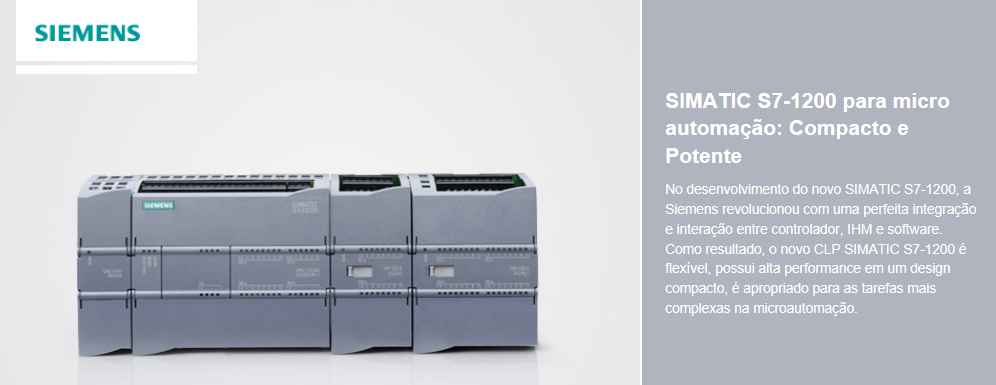 SIEMENS
SIMATIC S7-1200 para micro
automação: Compacto e
Potente
No desenvolvimento do novo SIMATIC S7-1200, a
Siemens revolucionou com uma perfeita integração
e interação entre controlador, IHM e software.
Como resultado, o novo CLP SIMATIC S7-1200 é
flexível, possui alta performance em um design
compacto, é apropriado para as tarefas mais
complexas na microautomação.
SIEMENS
SIMATIC
S7-1200